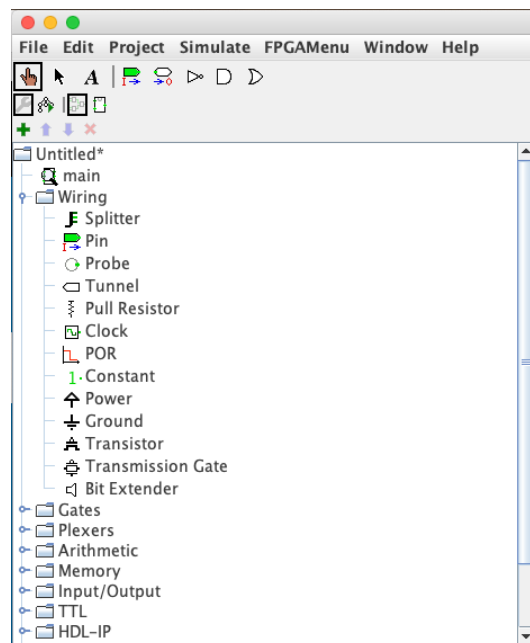 File Edit Project Simulate FPGAMenu Window Help
A
Untitled*
main
Wiring
Splitter
Pin
Probe
Tunnel
Pull Resistor
Clock
POR
1 Constant
Power
Ground
Transistor
Transmission Gate
Bit Extender
Gates
Plexers
Arithmetic
Memory
Input/Output
TTL
HDL-IP